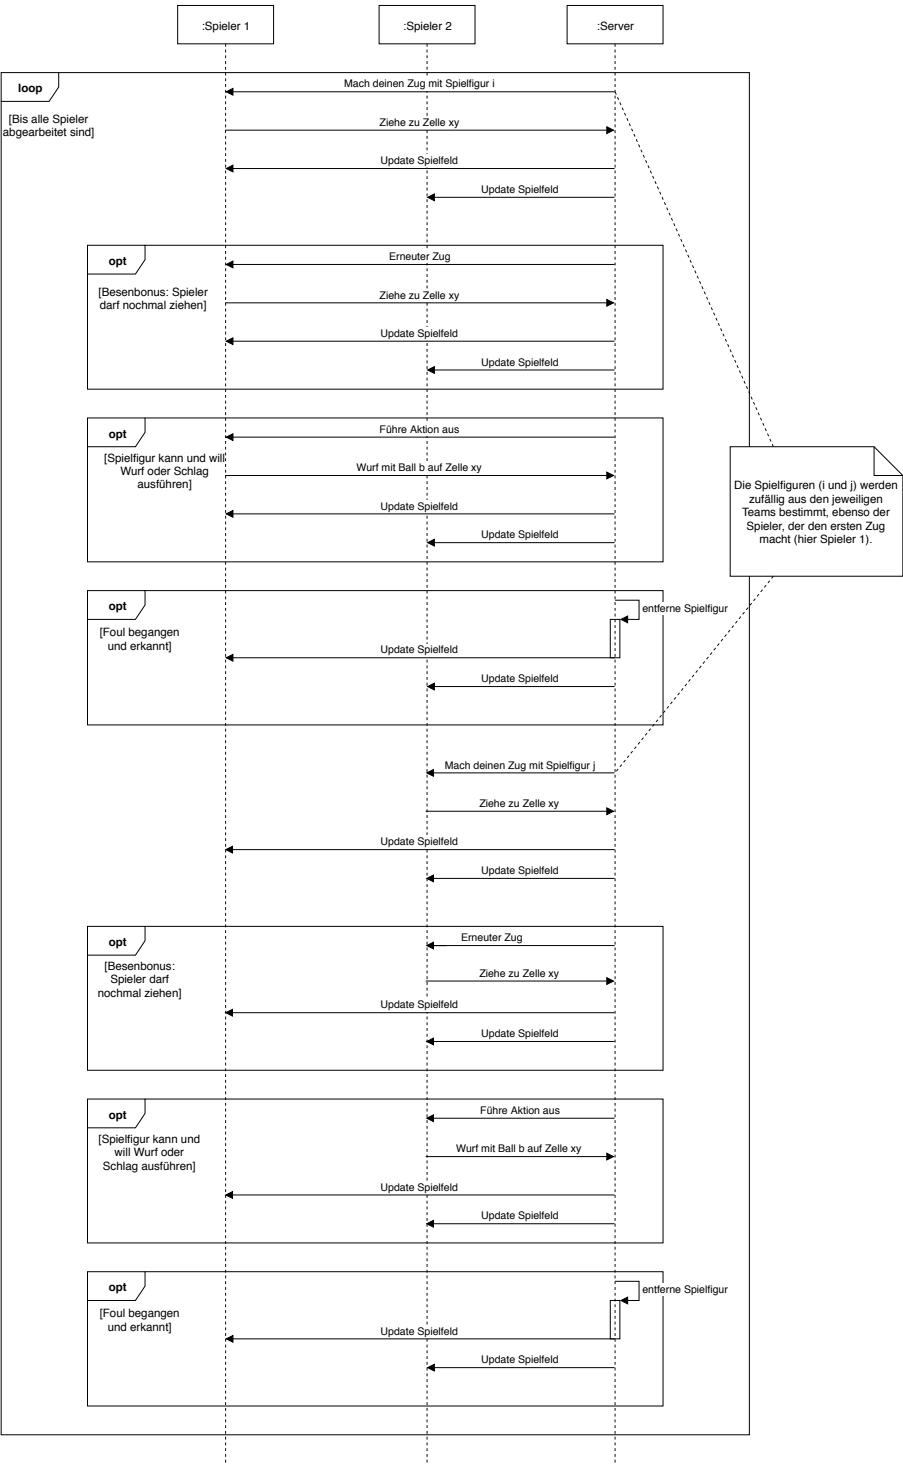 :Spieler 1
:Spieler 2
:Server
loop
Mach deinen Zug mit Spielfigur i
[Bis alle Spieler
abgearbeitet sind]
Ziehe zu Zelle xy
Update Spielfeld
Update Spielfeld
opt
Erneuter Zug
[Besenbonus: Spieler
darf nochmal ziehen]
Ziehe zu Zelle xy
Update Spielfeld
Update Spielfeld
opt
Führe Aktion aus
[Spielfigur kann und will
Wurf oder Schlag
ausführen]
Wurf mit Ball b auf Zelle xy
Update Spielfeld
Update Spielfeld
Die Spielfiguren (i und j) werden
zufällig aus den jeweiligen
Teams bestimmt, ebenso der
Spieler, der den ersten Zug
macht (hier Spieler 1).
opt
entferne Spielfigur
[Foul begangen
und erkannt]
Update Spielfeld
Update Spielfeld
Mach deinen Zug mit Spielfigur j
Ziehe zu Zelle xy
Update Spielfeld
Update Spielfeld
opt
Erneuter Zug
[Besenbonus:
Spieler darf
nochmal ziehen]
Ziehe zu Zelle xy
Update Spielfeld
Update Spielfeld
opt
Führe Aktion aus
[Spielfigur kann und
will Wurf oder
Schlag ausführen]
Wurf mit Ball b auf Zelle xy
Update Spielfeld
Update Spielfeld
opt
entferne Spielfigur
[Foul begangen
und erkannt]
Update Spielfeld
Update Spielfeld